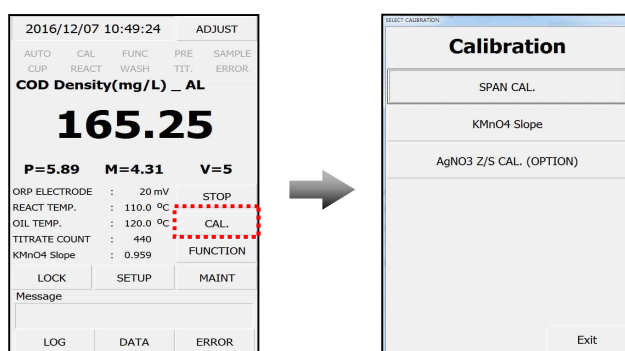 2016/12/07 10:49:24 ADJUST
AUTO CAL FUNC PRE SAMPLE
CUP REACT WASH TIT. ERROR
COD Density(mg/L) _ AL
165.25
P=5.89 M=4.31 V=5
ORP ELECTRODE : 20 mV
REACT TEMP. : 110.0 ºC
OIL TEMP. : 120.0 ºC
TITRATE COUNT : 440
KMnO4 Slope : 0.959
STOP
CAL.
FUNCTION
LOCK SETUP MAINT
Message
LOG DATA ERROR
SELECT CALIBRATION
Calibration
SPAN CAL.
KMnO4 Slope
AgNO3 Z/S CAL. (OPTION)
Exit